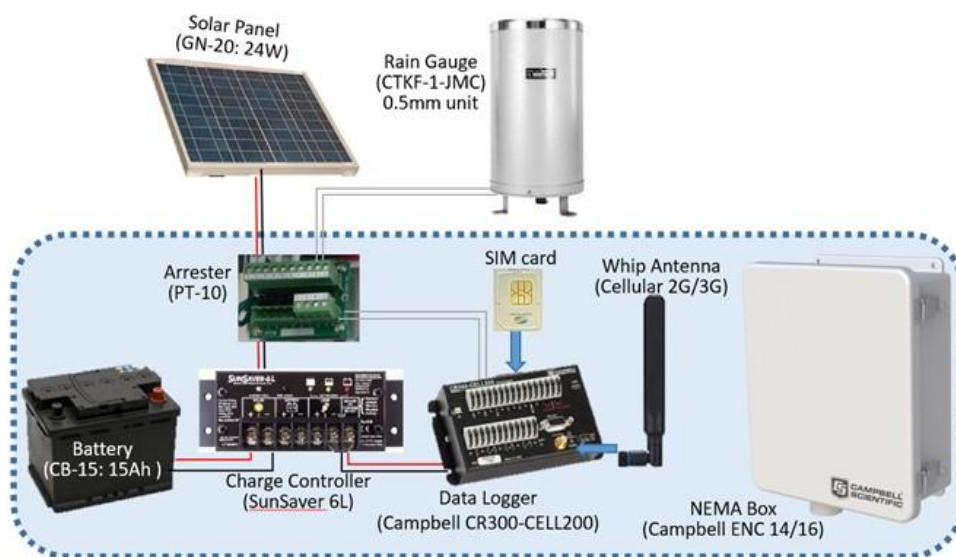 Solar Panel
(GN-20: 24W)
Rain Gauge
(CTKF-1-JMC)
0.5mm unit
Arrester
(PT-10)
SIM card
Whip Antenna
(Cellular 2G/3G)
SUNSAVER-6L
CR300-CELL200
Battery
(CB-15: 15Ah)
Charge Controller
(SunSaver 6L)
Data Logger
(Campbell CR300-CELL200)
CAMPBELL
SCIENTIFIC
NEMA Box
(Campbell ENC 14/16)